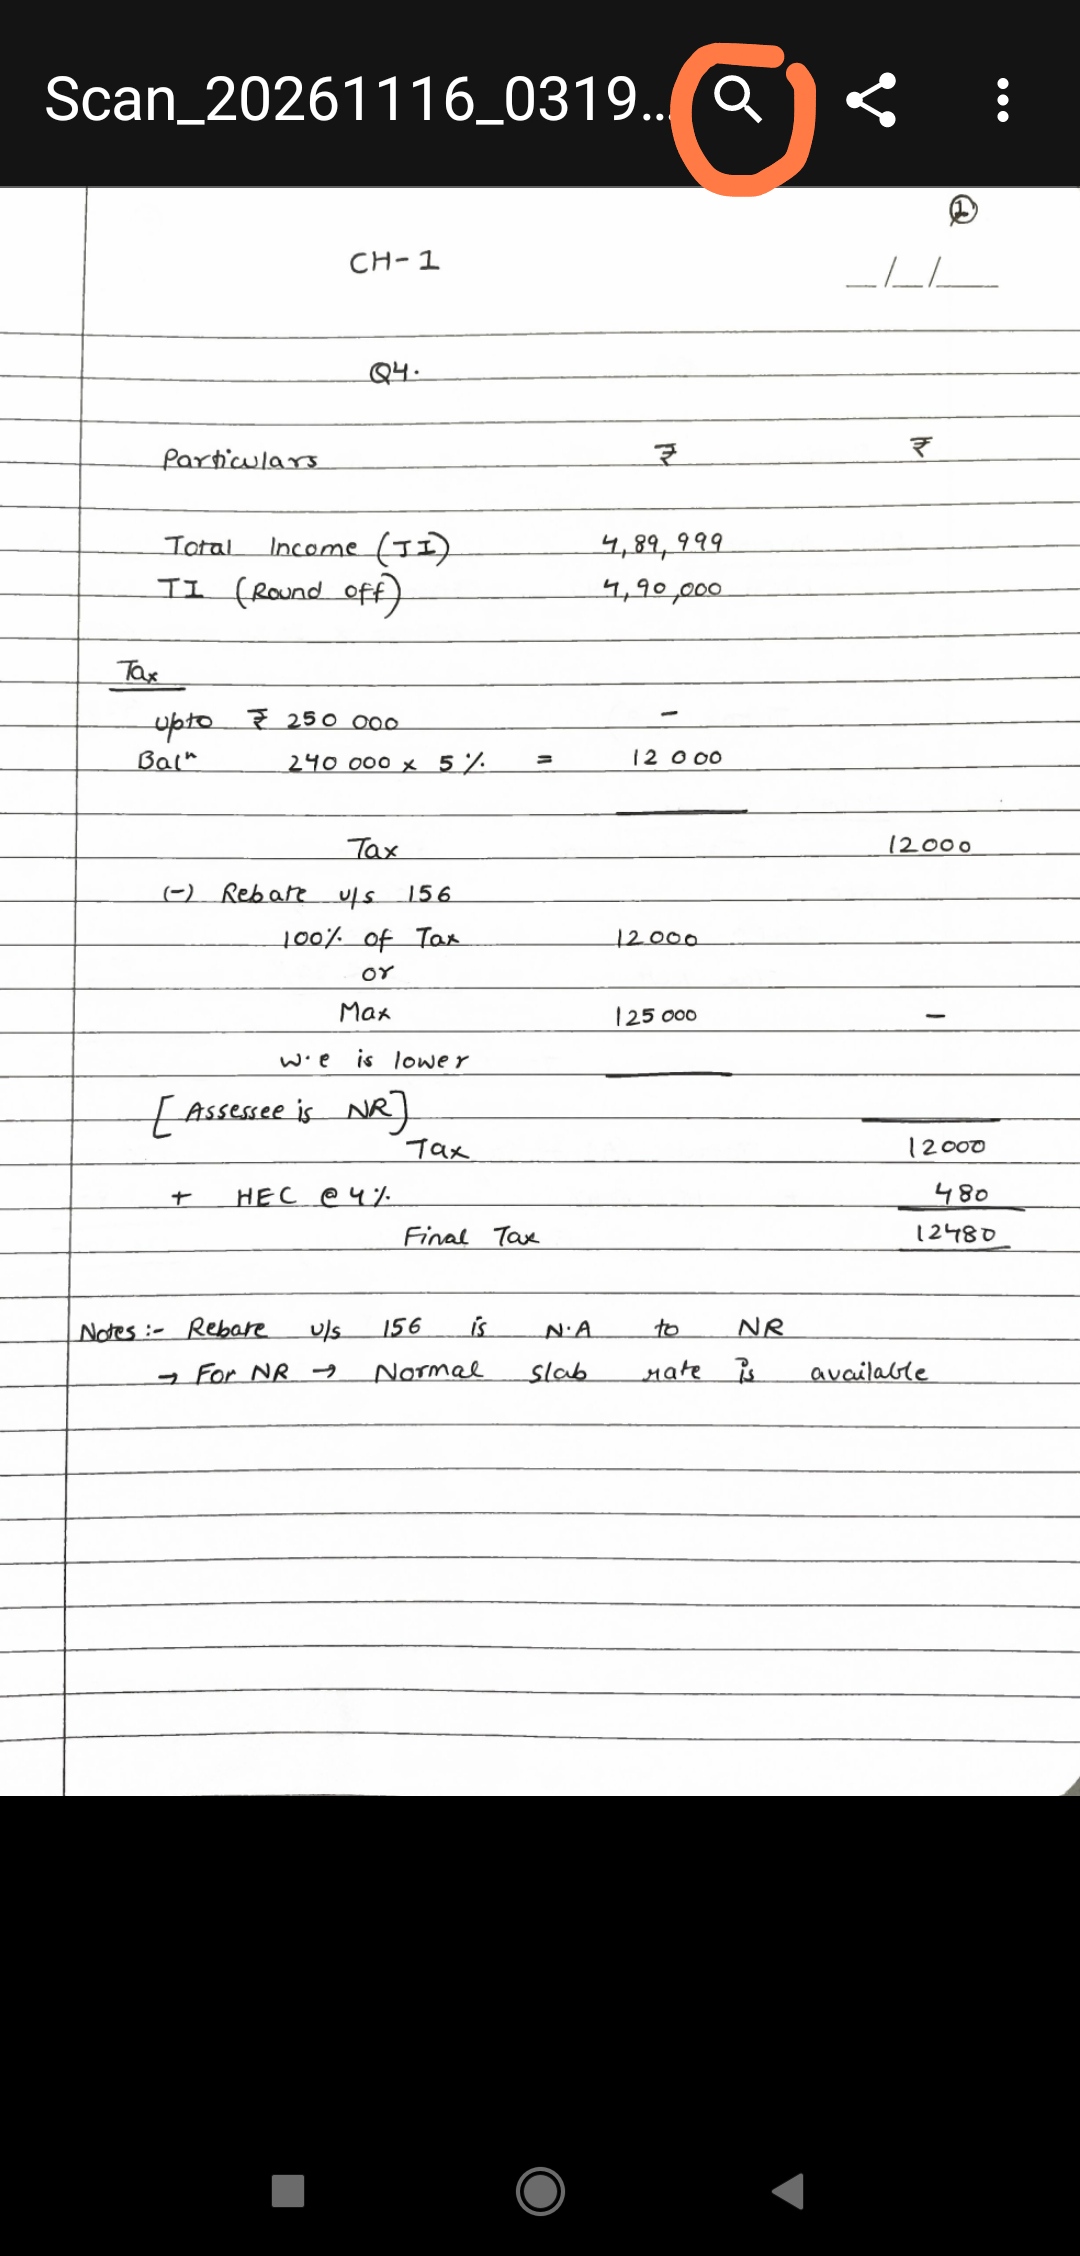 Scan_20261116_0319...
1
CH-1
_/_/__
Q4.
Particulars ₹ ₹
Total Income (TI) 4,89,999
TI (Round off) 4,90,000
Tax
upto ₹ 250 000 -
Balⁿ 240 000 x 5% = 12 000
Tax 12000
(-) Rebate u/s 156
100% of Tax 12000
or
Max 125000 -
w.e is lower
[Assessee is NR]
Tax 12000
+ HEC @ 4% 480
Final Tax 12480
Notes :- Rebate u/s 156 is N.A to NR
→ For NR → Normal slab rate is available